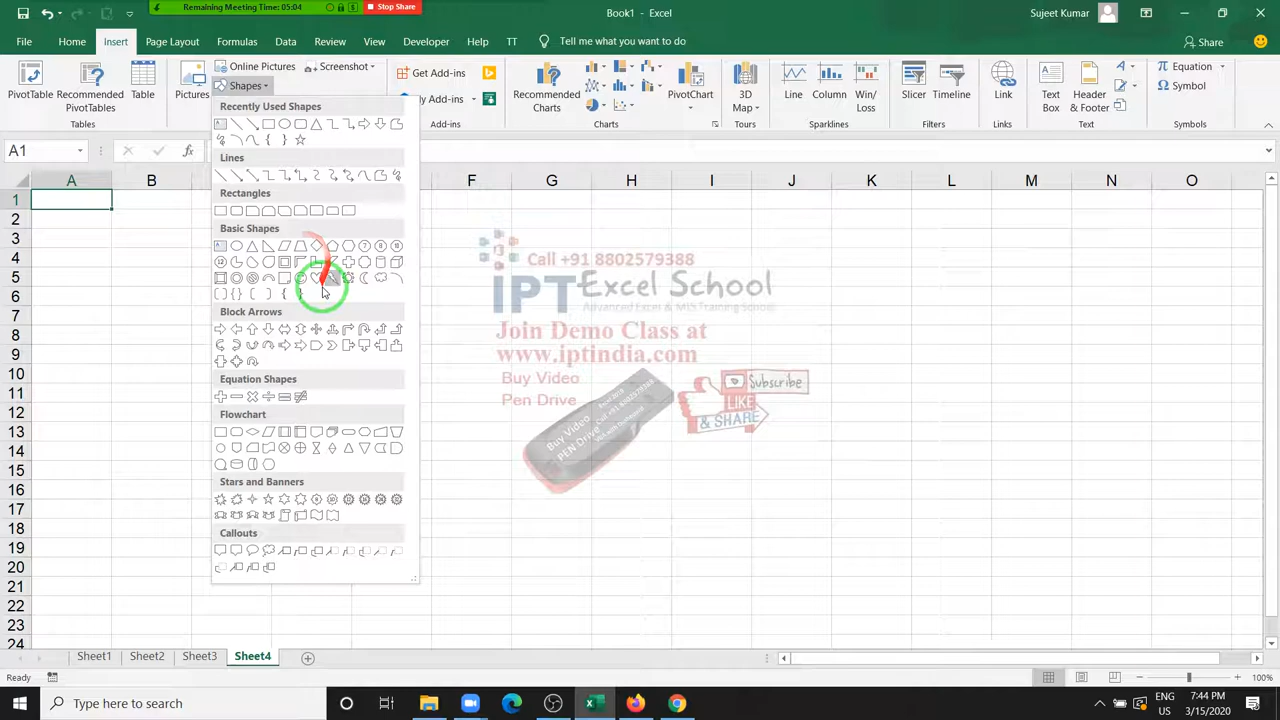 Remaining Meeting Time: 05:04
Stop Share
Book1 - Excel
Sujeet Kumar
File Home Insert Page Layout Formulas Data Review View Developer Help TT Tell me what you want to do Share
PivotTable
Recommended PivotTables
Table
Tables
Pictures
Online Pictures
Screenshot
Shapes
Get Add-ins
My Add-ins
Add-ins
Recommended Charts
PivotChart
Charts
3D Map
Tours
Line
Column
Win/Loss
Sparklines
Slicer
Timeline
Filters
Link
Links
Text Box
Header & Footer
Text
Equation
Symbol
Symbols
A1
Recently Used Shapes
Lines
Rectangles
Basic Shapes
Block Arrows
Equation Shapes
Flowchart
Stars and Banners
Callouts
A B F G H I J K L M N O
1
2
3
4
5
6
7
8
9
10
11
12
13
14
15
16
17
18
19
20
21
22
23
24
Call +91 8802579388
IPT Excel School
Advanced Excel & MIS Training School
Join Demo Class at
www.iptindia.com
Buy Video
Pen Drive
Buy Video
PEN Drive
Call +91 8802579388
Subscribe
LIKE
& SHARE
Sheet1 Sheet2 Sheet3 Sheet4
Ready
100%
Type here to search
ENG
IN
7:44 PM
3/15/2020